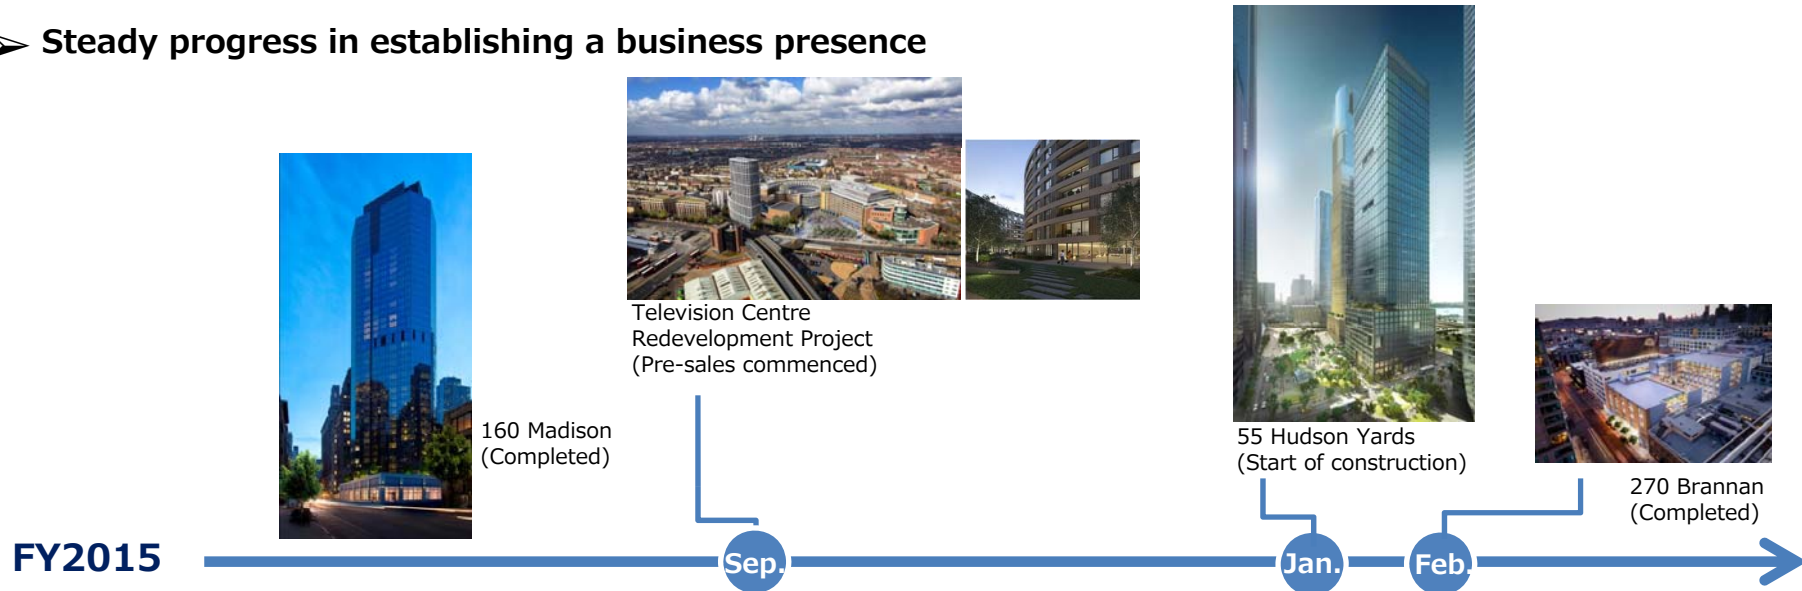 ➢ Steady progress in establishing a business presence
160 Madison
(Completed)
Television Centre
Redevelopment Project
(Pre-sales commenced)
55 Hudson Yards
(Start of construction)
270 Brannan
(Completed)
FY2015
Sep.
Jan.
Feb.